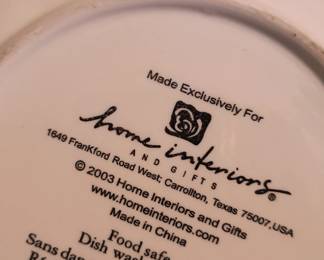 Made Exclusively For
home interiors®
AND GIFTS
1649 FranKford Road West; Carrollton, Texas 75007,USA
© 2003 Home Interiors and Gifts
www.homeinteriors.com
Made in China
Food safe
Dish
Sans dan